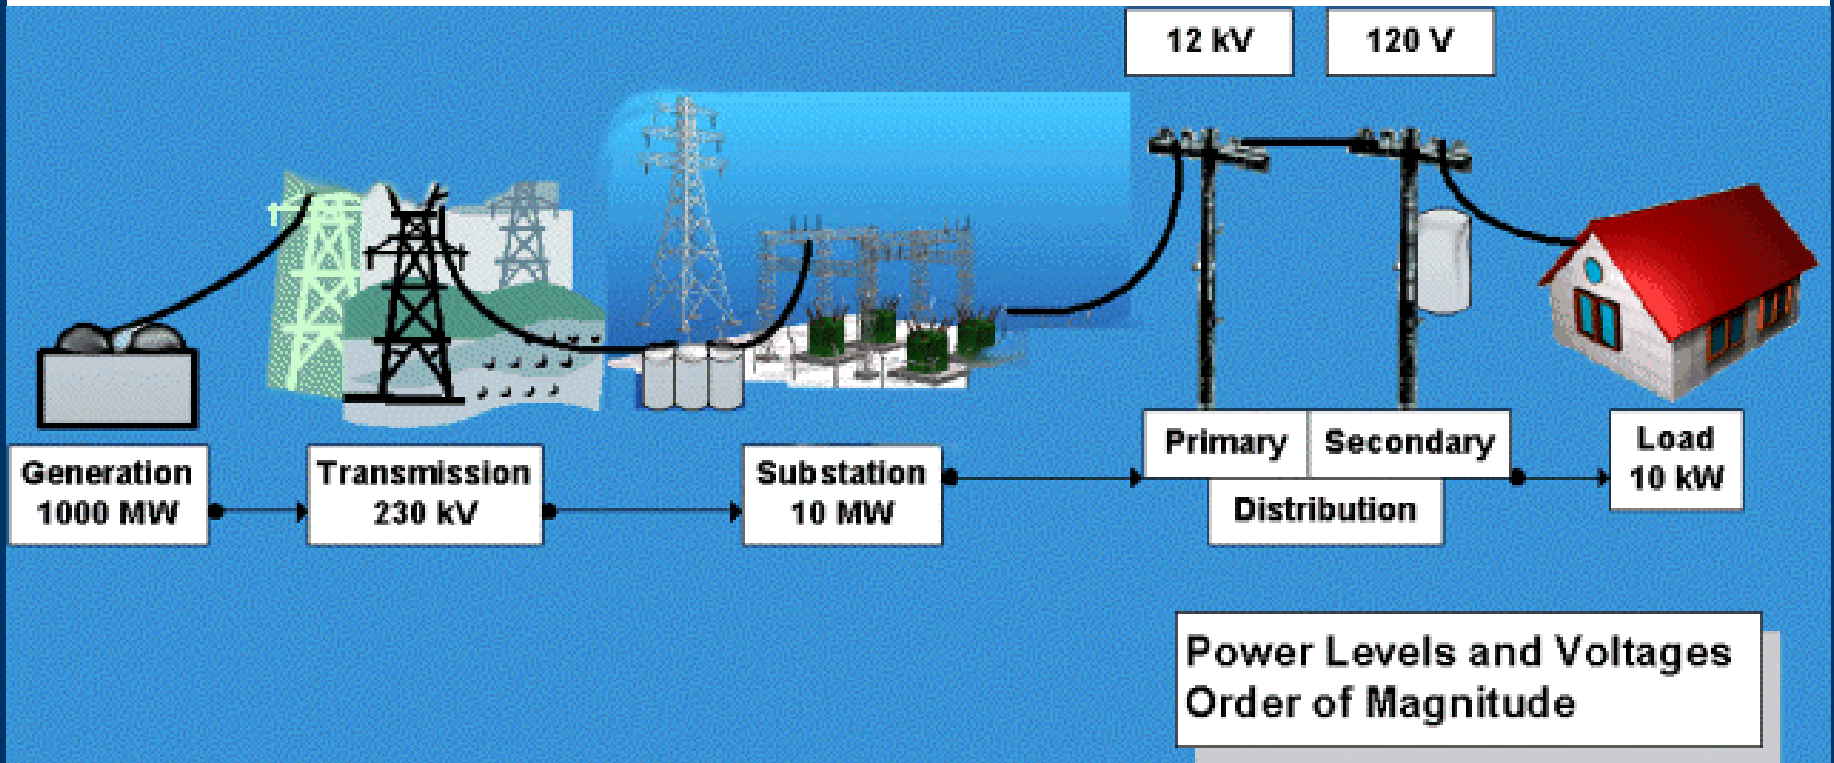 12 kV
120 V
Generation
1000 MW
Transmission
230 kV
Substation
10 MW
Primary
Secondary
Distribution
Load
10 kW
Power Levels and Voltages
Order of Magnitude